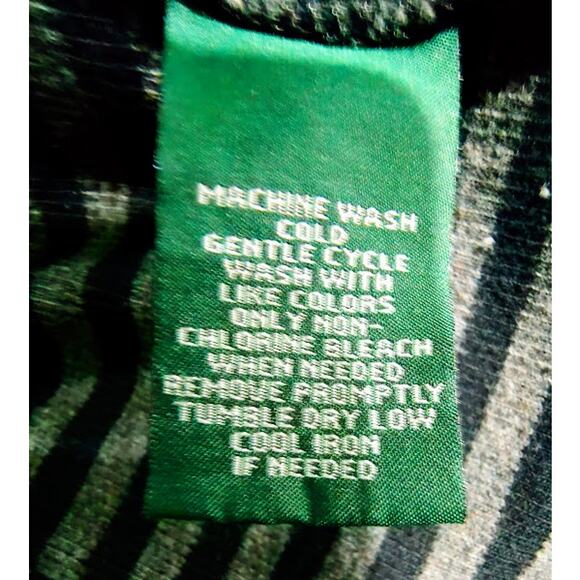 MACHINE WASH
COLD
GENTLE CYCLE
WASH WITH
LIKE COLORS
ONLY NON-
CHLORINE BLEACH
WHEN NEEDED
REMOVE PROMPTLY
TUMBLE DRY LOW
COOL IRON
IF NEEDED